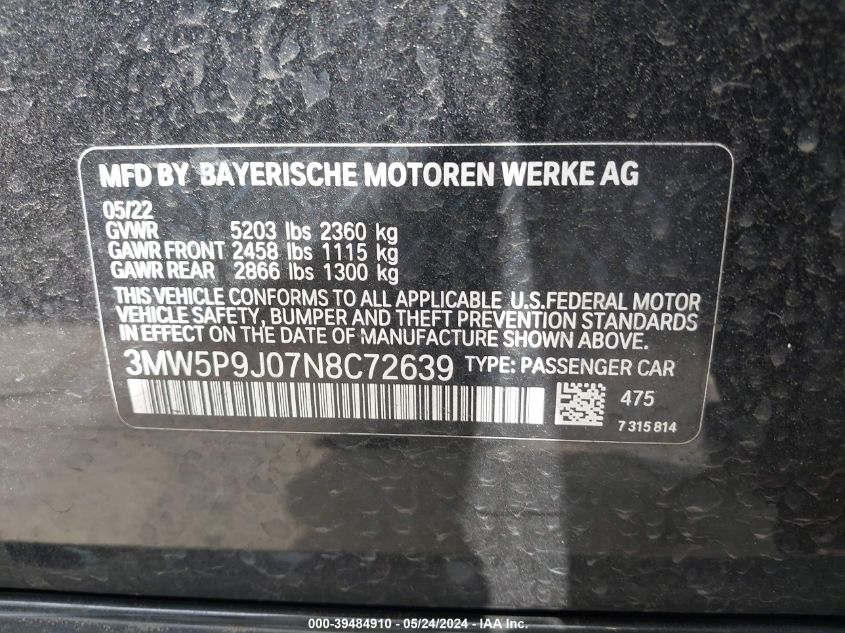 MFD BY BAYERISCHE MOTOREN WERKE AG
05/22
GVWR 5203 lbs 2360 kg
GAWR FRONT 2458 lbs 1115 kg
GAWR REAR 2866 lbs 1300 kg
THIS VEHICLE CONFORMS TO ALL APPLICABLE U.S.FEDERAL MOTOR
VEHICLE SAFETY, BUMPER AND THEFT PREVENTION STANDARDS
IN EFFECT ON THE DATE OF MANUFACTURE SHOWN ABOVE.
3MW5P9J07N8C72639 TYPE: PASSENGER CAR
475
7 315 814
000-39484910 - 05/24/2024 - IAA Inc.